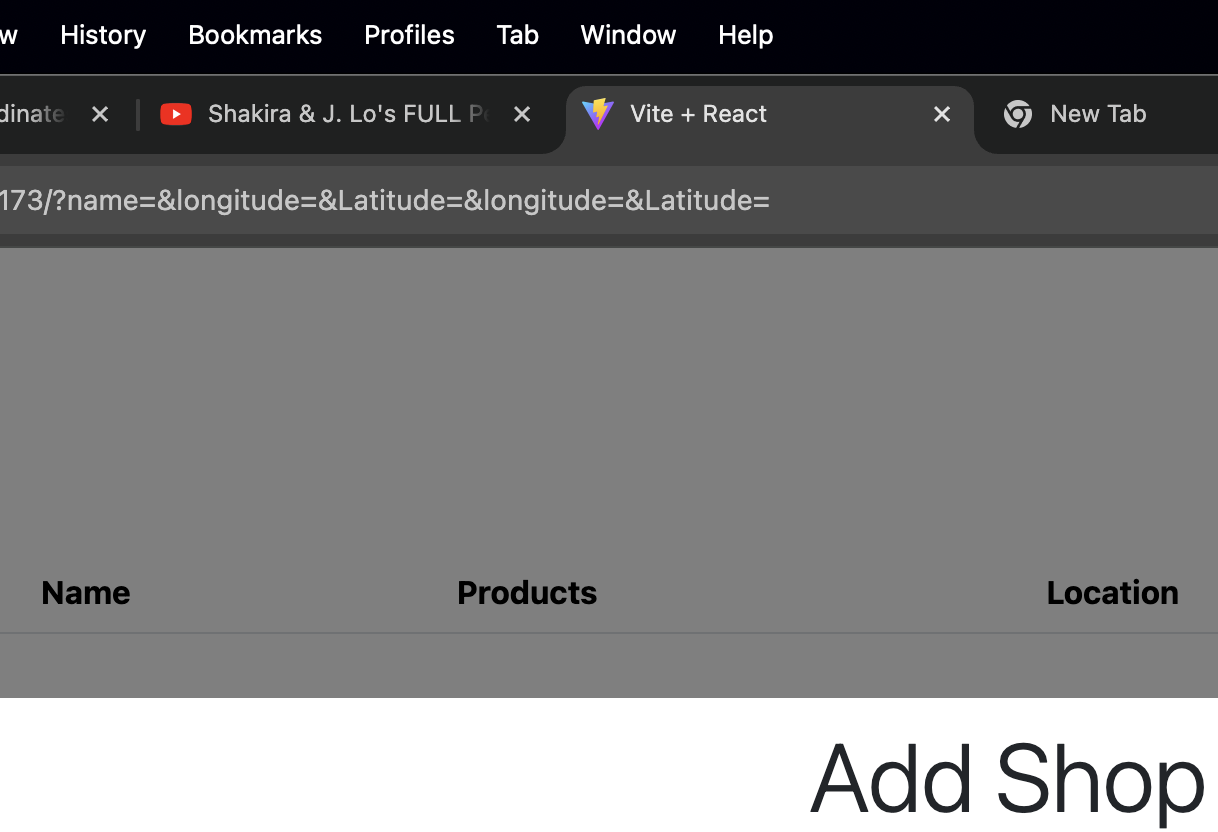 History Bookmarks Profiles Tab Window Help
Shakira & J. Lo's FULL Vite + React New Tab
173/?name=&longitude=&Latitude=&longitude=&Latitude=
Name Products Location
Add Shop